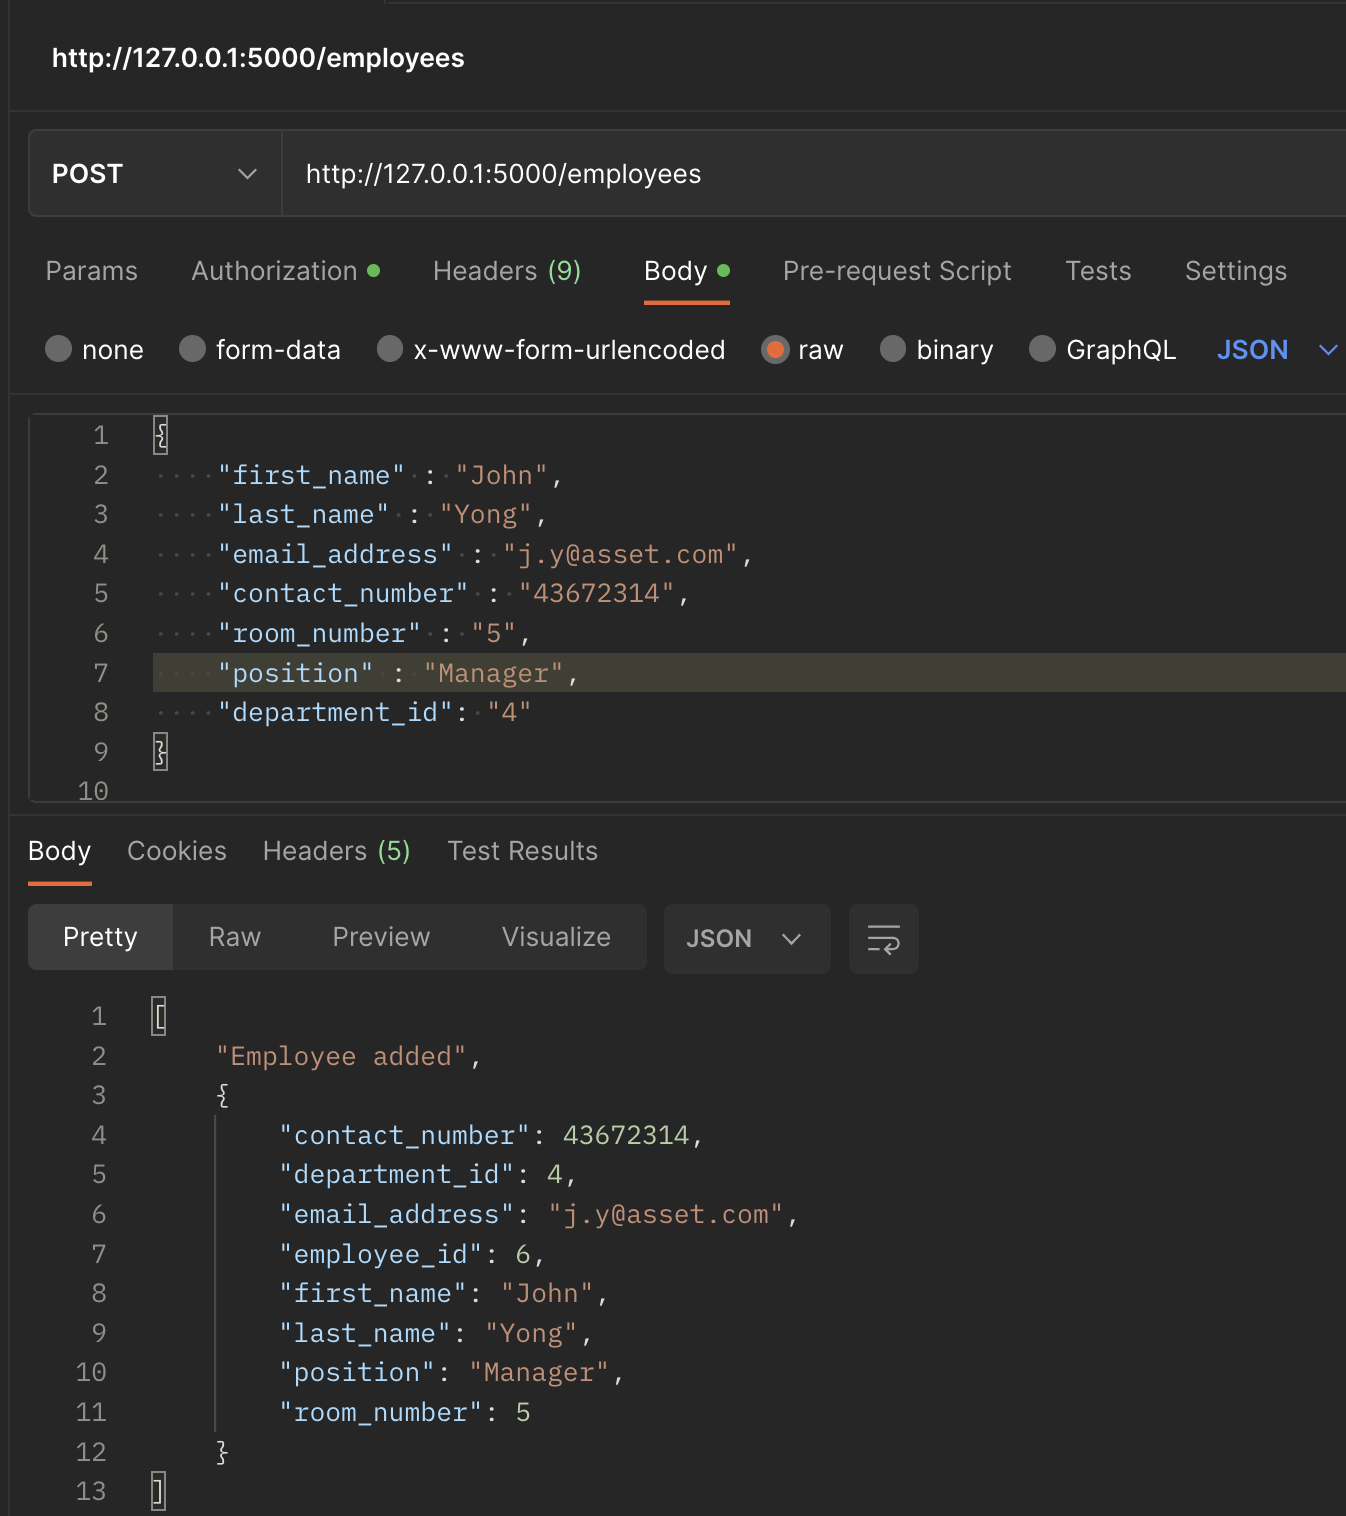 http://127.0.0.1:5000/employees
POST http://127.0.0.1:5000/employees
Params Authorization Headers (9) Body Pre-request Script Tests Settings
none form-data x-www-form-urlencoded raw binary GraphQL JSON
1 {
2 "first_name" : "John",
3 "last_name" : "Yong",
4 "email_address" : "j.y@asset.com",
5 "contact_number" : "43672314",
6 "room_number" : "5",
7 "position" : "Manager",
8 "department_id": "4"
9 }
10
Body Cookies Headers (5) Test Results
Pretty Raw Preview Visualize JSON
1 [
2 "Employee added",
3 {
4 "contact_number": 43672314,
5 "department_id": 4,
6 "email_address": "j.y@asset.com",
7 "employee_id": 6,
8 "first_name": "John",
9 "last_name": "Yong",
10 "position": "Manager",
11 "room_number": 5
12 }
13 ]